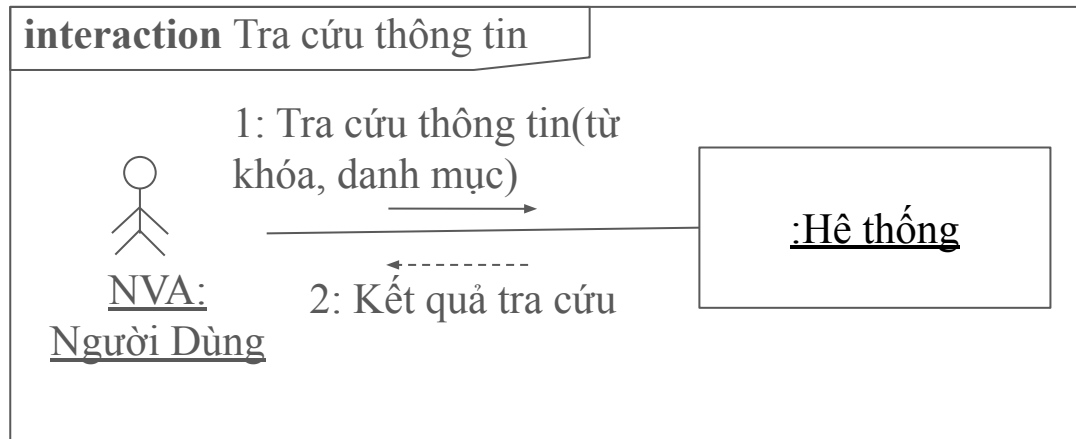 interaction Tra cứu thông tin
1: Tra cứu thông tin(từ
khóa, danh mục)
:Hê thống
NVA:
Người Dùng
2: Kết quả tra cứu